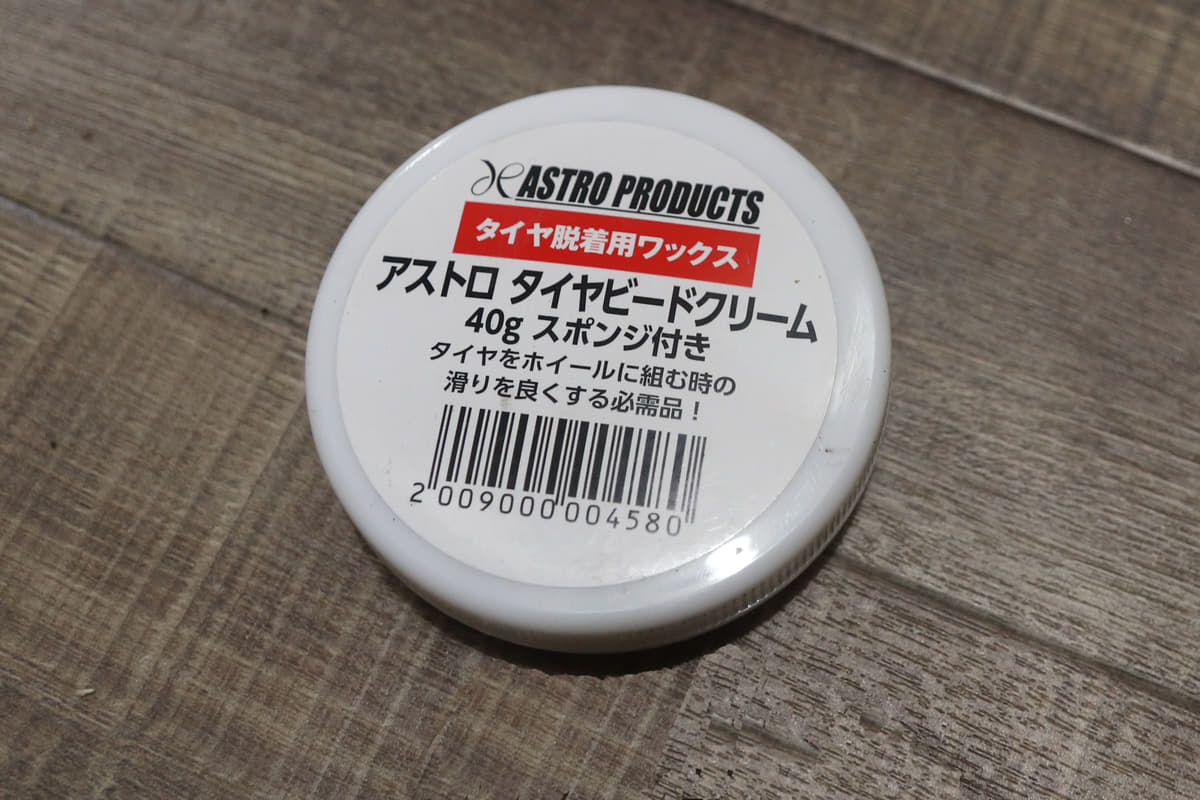 ASTRO PRODUCTS
タイヤ脱着用ワックス
アストロ タイヤビードクリーム
40g スポンジ付き
タイヤをホイールに組む時の
滑りを良くする必需品！
2 009000 004580